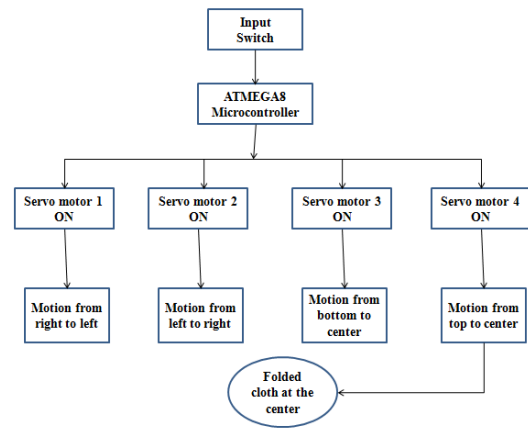 Input
Switch
ATMEGA8
Microcontroller
Servo motor 1
ON
Servo motor 2
ON
Servo motor 3
ON
Servo motor 4
ON
Motion from
right to left
Motion from
left to right
Motion from
bottom to
center
Motion from
top to center
Folded
cloth at the
center